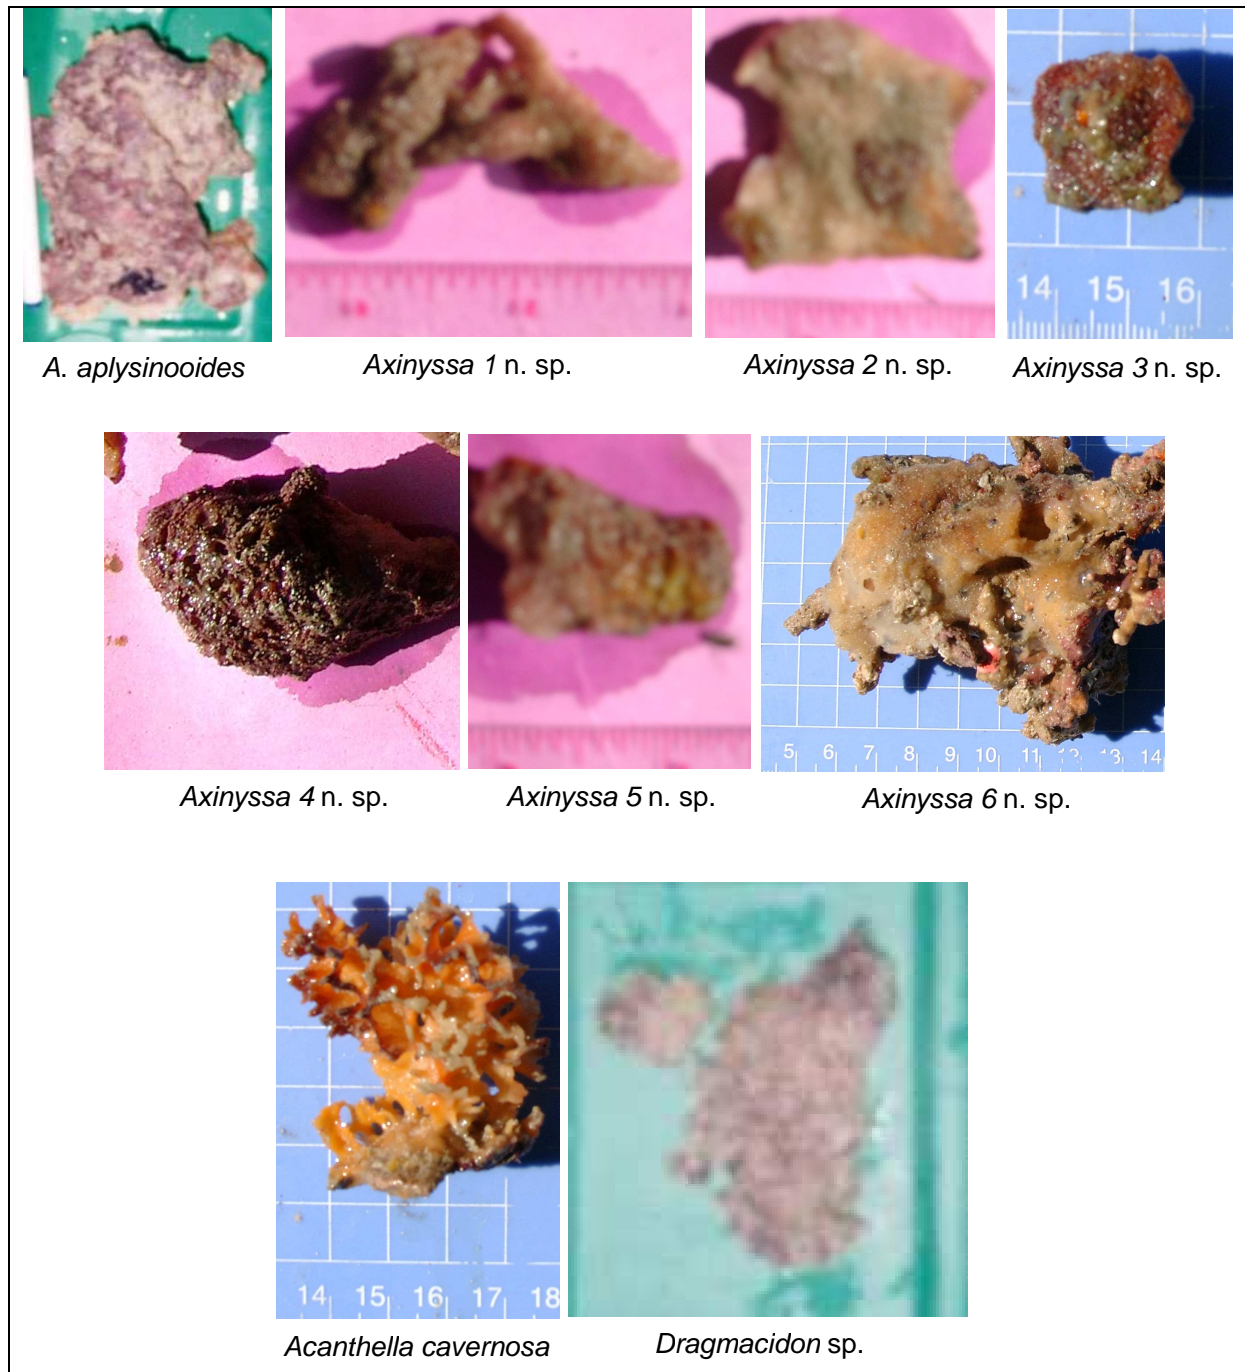 14 15 16
A. aplysinooides
Axinyssa 1 n. sp.
Axinyssa 2 n. sp.
Axinyssa 3 n. sp.
5 6 7 8 9 10 11 12 13 14
Axinyssa 4 n. sp.
Axinyssa 5 n. sp.
Axinyssa 6 n. sp.
14 15 16 17 18
Acanthella cavernosa
Dragmacidon sp.